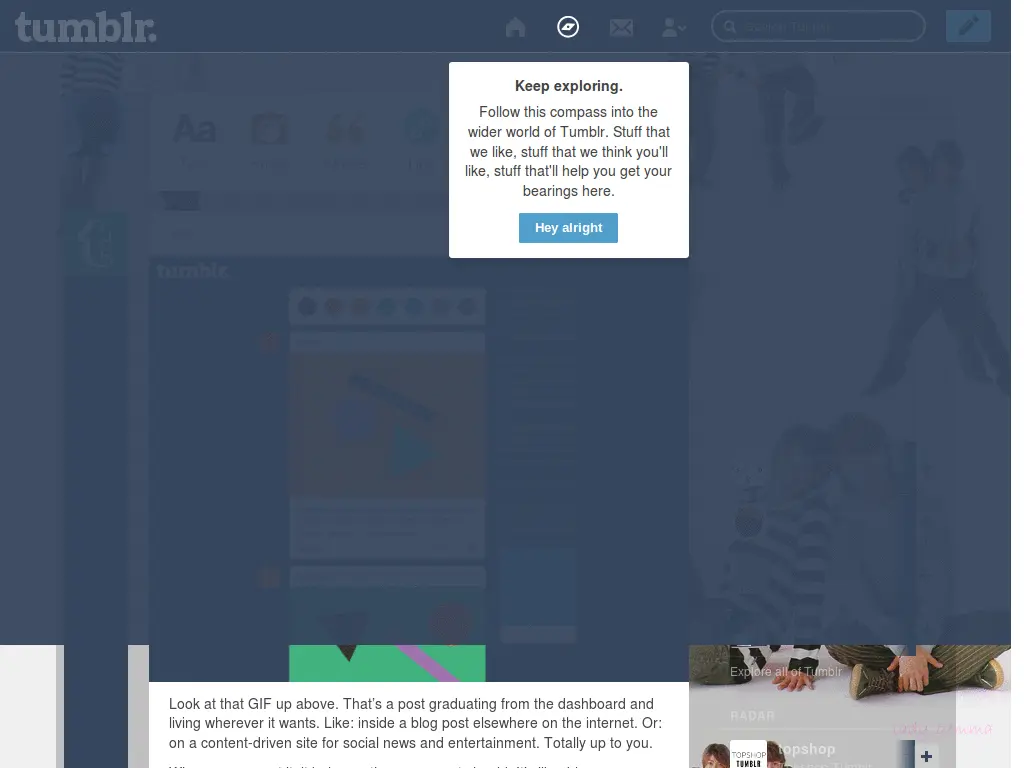 tumblr.
Keep exploring.
Follow this compass into the
wider world of Tumblr. Stuff that
we like, stuff that we think you'll
like, stuff that'll help you get your
bearings here.
Hey alright
Aa
tumblr.
Look at that GIF up above. That's a post graduating from the dashboard and
living wherever it wants. Like: inside a blog post elsewhere on the internet. Or:
on a content-driven site for social news and entertainment. Totally up to you.
Explore all of Tumblr
RADAR
TOPSHOP
TUMBLR
topshop